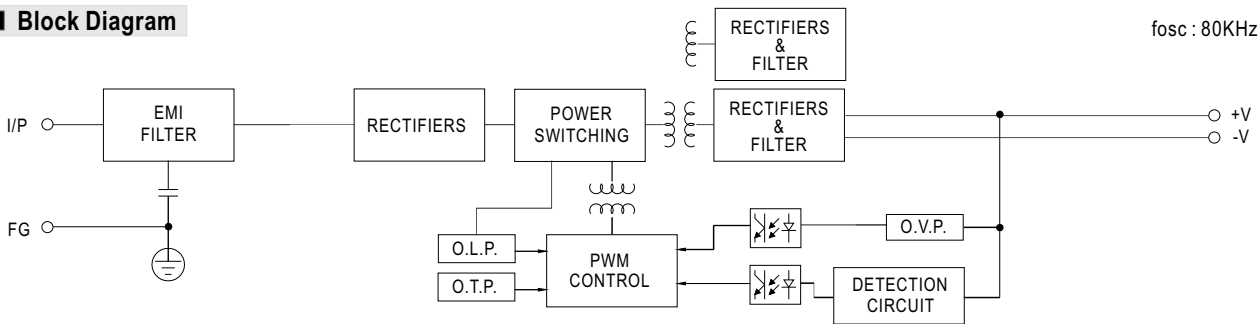 Block Diagram
fosc : 80KHz
RECTIFIERS
&
FILTER
I/P
EMI
FILTER
RECTIFIERS
POWER
SWITCHING
RECTIFIERS
&
FILTER
+V
-V
FG
O.L.P.
O.T.P.
PWM
CONTROL
O.V.P.
DETECTION
CIRCUIT